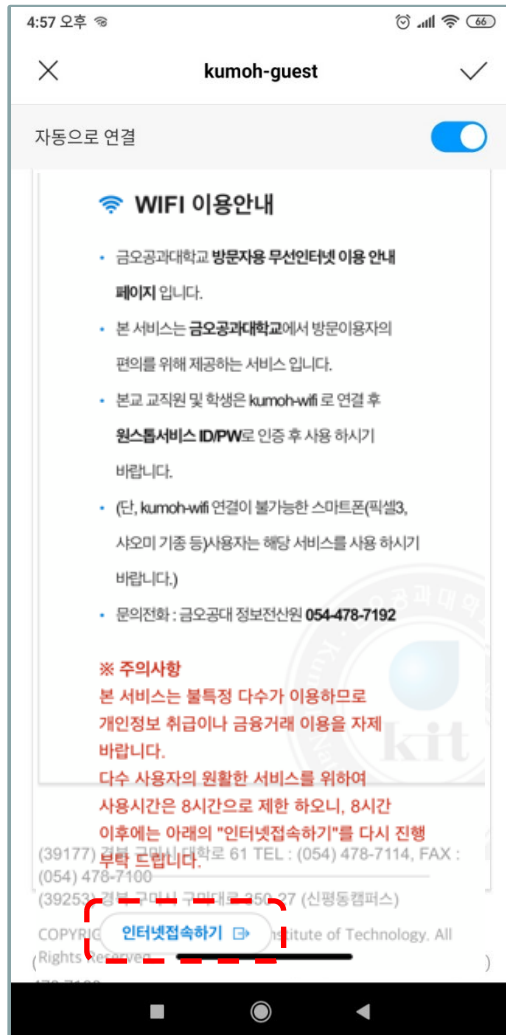 4:57 오후
66
kumoh-guest
자동으로 연결
WIFI 이용안내
• 금오공과대학교 방문자용 무선인터넷 이용 안내
페이지 입니다.
• 본 서비스는 금오공과대학교에서 방문이용자의
편의를 위해 제공하는 서비스 입니다.
• 본교 교직원 및 학생은 kumoh-wifi 로 연결 후
원스톱서비스 ID/PW로 인증 후 사용 하시기
바랍니다.
• (단, kumoh-wifi 연결이 불가능한 스마트폰(픽셀3,
샤오미 기종 등)사용자는 해당 서비스를 사용 하시기
바랍니다.)
• 문의전화 : 금오공대 정보전산원 054-478-7192
※ 주의사항
본 서비스는 불특정 다수가 이용하므로
개인정보 취급이나 금융거래 이용을 자제
바랍니다.
다수 사용자의 원활한 서비스를 위하여
사용시간은 8시간으로 제한 하오니, 8시간
이후에는 아래의 "인터넷접속하기"를 다시 진행
부탁 드립니다.
(39177) 경북 구미시 대학로 61 TEL : (054) 478-7114, FAX :
(054) 478-7100
(39253) 경북 구미시 구미대로 350-27 (신평동캠퍼스)
인터넷접속하기
of Technology. All
Rights Reserved
kit